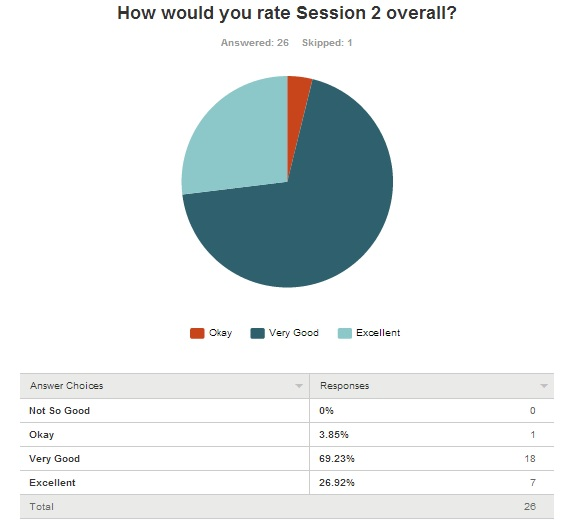 How would you rate Session 2 overall?
Answered: 26 Skipped: 1
Okay Very Good Excellent
Answer Choices Responses
Not So Good 0% 0
Okay 3.85% 1
Very Good 69.23% 18
Excellent 26.92% 7
Total 26